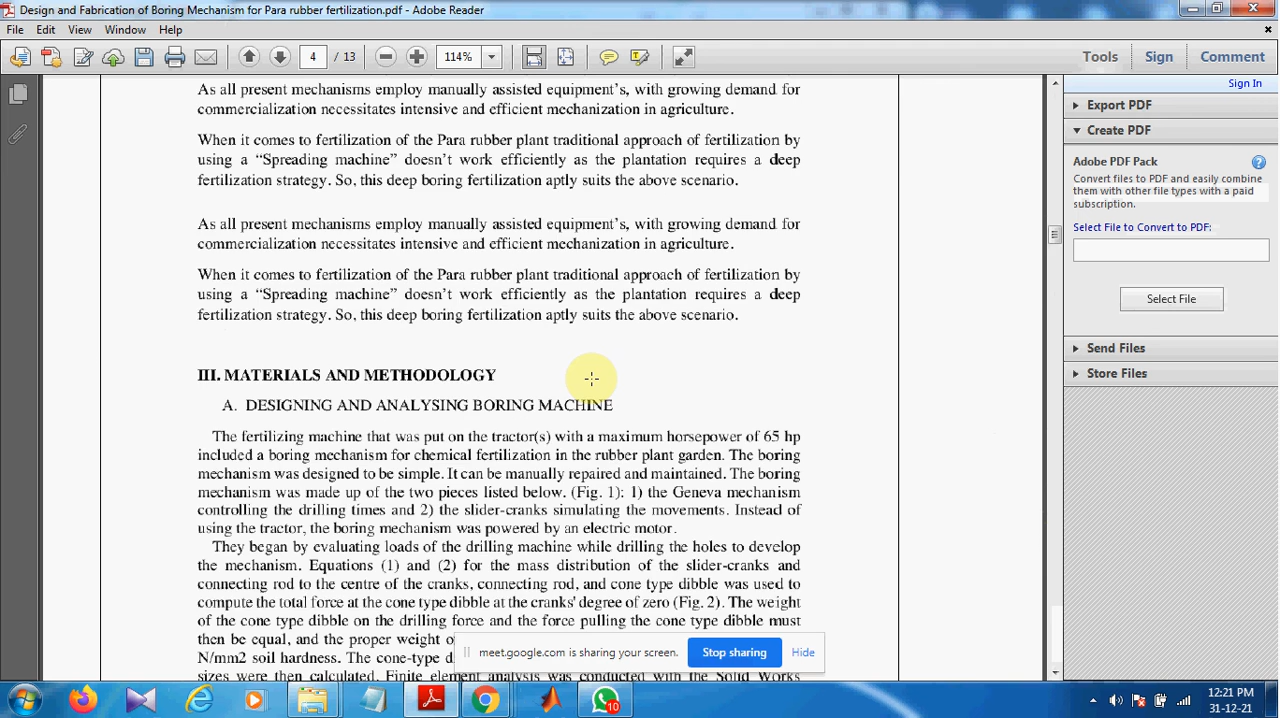 Design and Fabrication of Boring Mechanism for Para rubber fertilization.pdf - Adobe Reader
File Edit View Window Help
4 / 13 114% Tools Sign Comment
Sign In
Export PDF
Create PDF
Adobe PDF Pack
Convert files to PDF and easily combine
them with other file types with a paid
subscription.
Select File to Convert to PDF:
Select File
Send Files
Store Files
As all present mechanisms employ manually assisted equipment's, with growing demand for
commercialization necessitates intensive and efficient mechanization in agriculture.
When it comes to fertilization of the Para rubber plant traditional approach of fertilization by
using a “Spreading machine” doesn't work efficiently as the plantation requires a deep
fertilization strategy. So, this deep boring fertilization aptly suits the above scenario.
As all present mechanisms employ manually assisted equipment's, with growing demand for
commercialization necessitates intensive and efficient mechanization in agriculture.
When it comes to fertilization of the Para rubber plant traditional approach of fertilization by
using a “Spreading machine” doesn't work efficiently as the plantation requires a deep
fertilization strategy. So, this deep boring fertilization aptly suits the above scenario.
III. MATERIALS AND METHODOLOGY
A. DESIGNING AND ANALYSING BORING MACHINE
The fertilizing machine that was put on the tractor(s) with a maximum horsepower of 65 hp
included a boring mechanism for chemical fertilization in the rubber plant garden. The boring
mechanism was designed to be simple. It can be manually repaired and maintained. The boring
mechanism was made up of the two pieces listed below. (Fig. 1): 1) the Geneva mechanism
controlling the drilling times and 2) the slider-cranks simulating the movements. Instead of
using the tractor, the boring mechanism was powered by an electric motor.
They began by evaluating loads of the drilling machine while drilling the holes to develop
the mechanism. Equations (1) and (2) for the mass distribution of the slider-cranks and
connecting rod to the centre of the cranks, connecting rod, and cone type dibble was used to
compute the total force at the cone type dibble at the cranks' degree of zero (Fig. 2). The weight
of the cone type dibble on the drilling force and the force pulling the cone type dibble must
then be equal, and the proper weight
N/mm2 soil hardness. The cone-type
sizes were then calculated. Finite element analysis was conducted with the Solid Works
meet.google.com is sharing your screen. Stop sharing Hide
10
12:21 PM
31-12-21